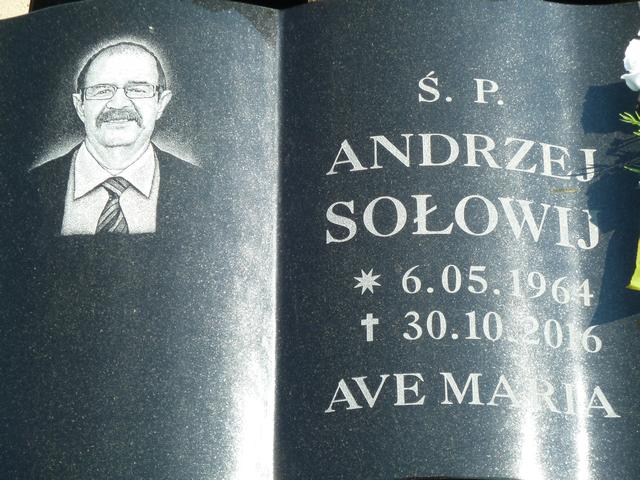 Ś. P.
ANDRZEJ
SOŁOWIJ
✷ 6.05.1964
✝ 30.10.2016
AVE MARIA